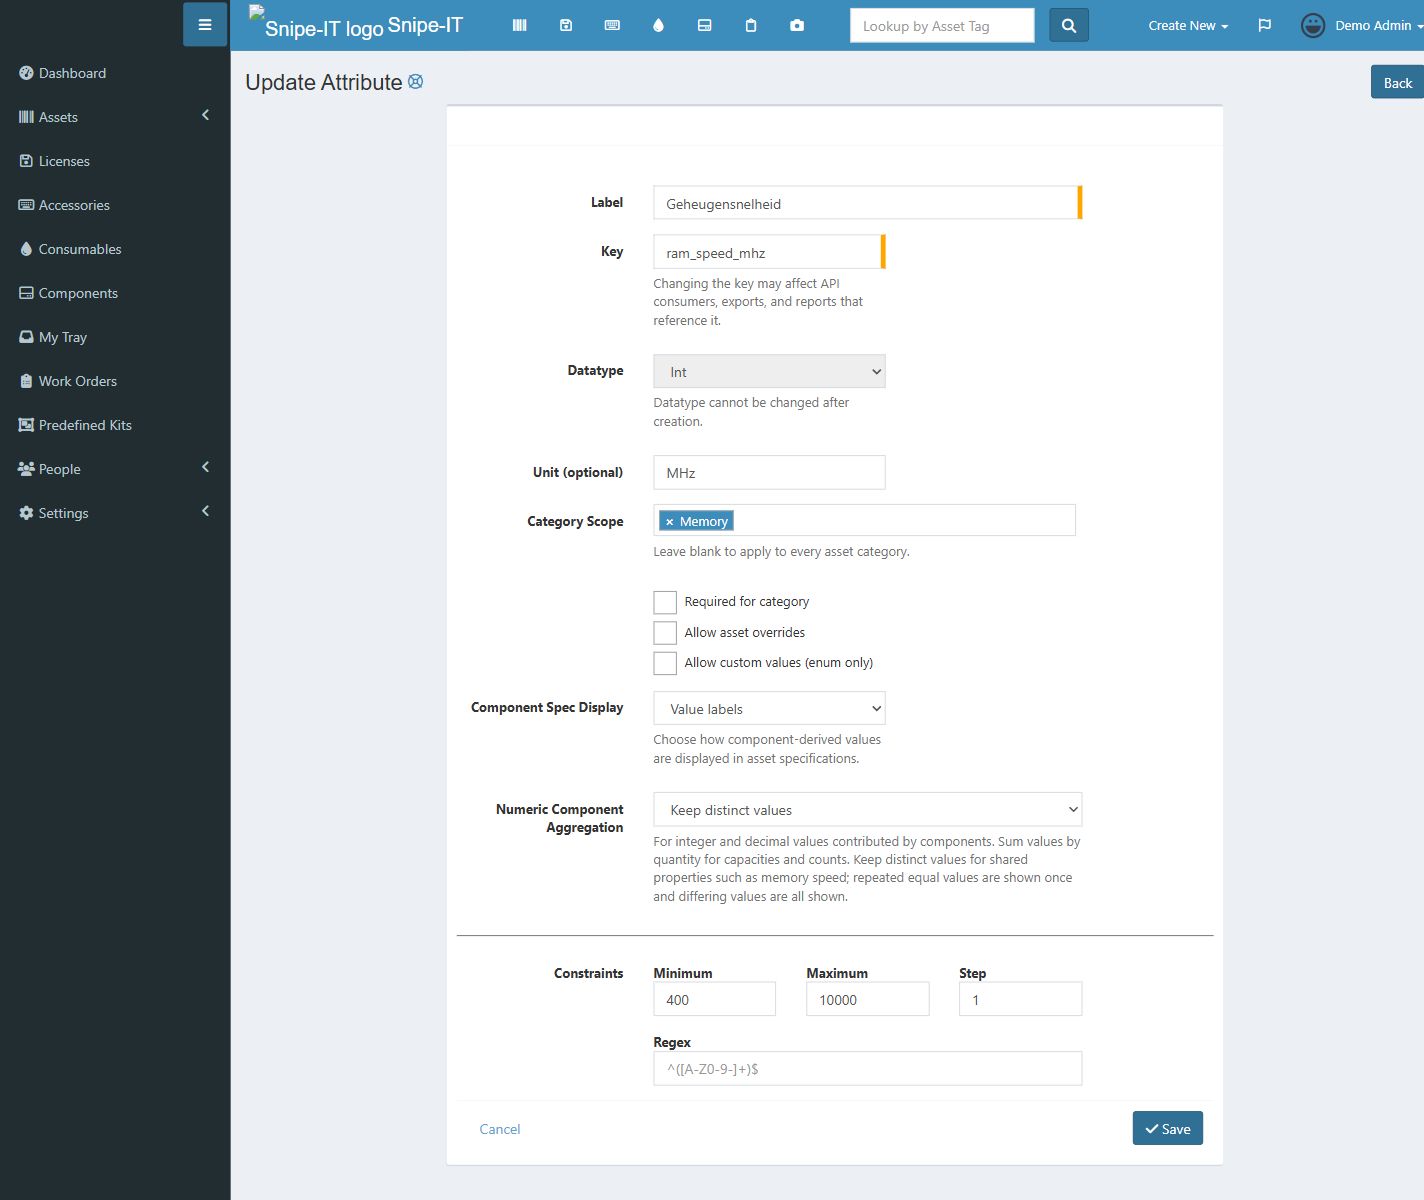 Snipe-IT logo Snipe-IT
Lookup by Asset Tag
Create New
Demo Admin
Dashboard
Assets
Licenses
Accessories
Consumables
Components
My Tray
Work Orders
Predefined Kits
People
Settings
Update Attribute
Back
Label
Geheugensnelheid
Key
ram_speed_mhz
Changing the key may affect API
consumers, exports, and reports that
reference it.
Datatype
Int
Datatype cannot be changed after
creation.
Unit (optional)
MHz
Category Scope
× Memory
Leave blank to apply to every asset category.
Required for category
Allow asset overrides
Allow custom values (enum only)
Component Spec Display
Value labels
Choose how component-derived values
are displayed in asset specifications.
Numeric Component
Aggregation
Keep distinct values
For integer and decimal values contributed by components. Sum values by
quantity for capacities and counts. Keep distinct values for shared
properties such as memory speed; repeated equal values are shown once
and differing values are all shown.
Constraints
Minimum
Maximum
Step
400
10000
1
Regex
^([A-Z0-9-]+)$
Cancel
Save